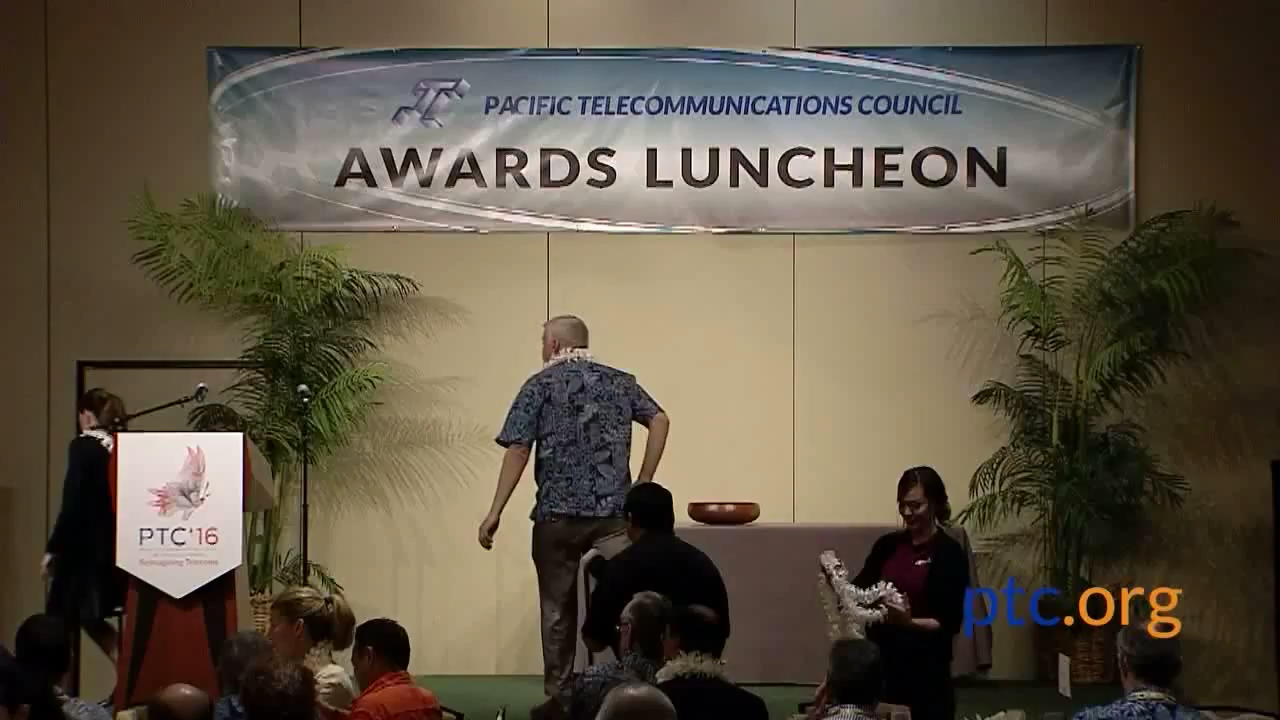 PACIFIC TELECOMMUNICATIONS COUNCIL
AWARDS LUNCHEON
PTC'16
Reimagining Telecoms
ptc.org